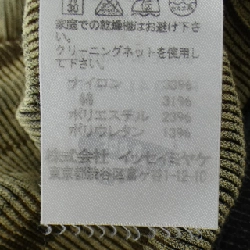 家庭での乾燥機はお避け下さ
い。
クリーニングネットを使用し
て下さい。
ナイロン 33%
綿 31%
ポリエステル 23%
ポリウレタン 13%
株式会社 イッセイミヤケ
東京都渋谷区富ヶ谷1-12-10